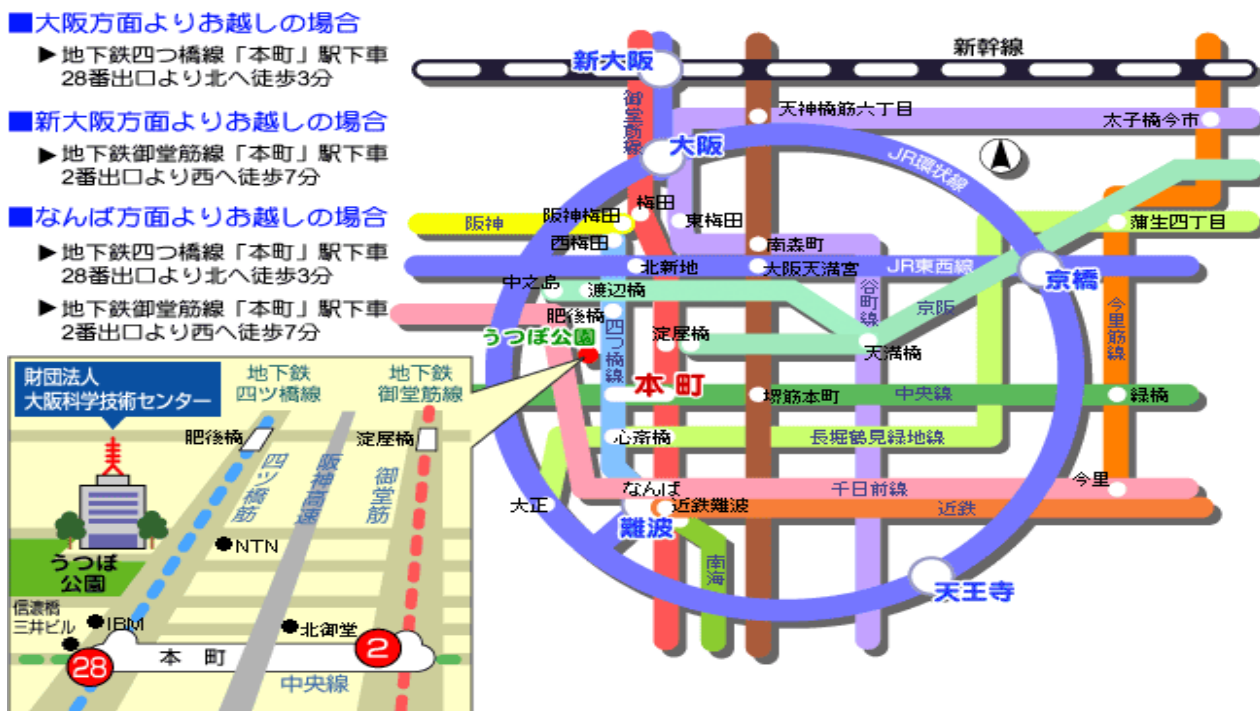 ■大阪方面よりお越しの場合
▶地下鉄四つ橋線「本町」駅下車
28番出口より北へ徒歩3分
■新大阪方面よりお越しの場合
▶地下鉄御堂筋線「本町」駅下車
2番出口より西へ徒歩7分
■なんば方面よりお越しの場合
▶地下鉄四つ橋線「本町」駅下車
28番出口より北へ徒歩3分
▶地下鉄御堂筋線「本町」駅下車
2番出口より西へ徒歩7分
新幹線
新大阪
御堂筋線
天神橋筋六丁目
太子橋今市
大阪
JR環状線
梅田
阪神
阪神梅田
東梅田
蒲生四丁目
西梅田
南森町
北新地
大阪天満宮
JR東西線
京橋
中之島
渡辺橋
谷町線
京阪
今里筋線
肥後橋
四つ橋線
うつぼ公園
淀屋橋
天満橋
本町
堺筋本町
中央線
緑橋
心斎橋
長堀鶴見緑地線
なんば
千日前線
今里
大正
近鉄難波
近鉄
難波
南海
天王寺
財団法人
大阪科学技術センター
地下鉄
四ツ橋線
地下鉄
御堂筋線
肥後橋
淀屋橋
四ツ橋筋
阪神高速
御堂筋
NTN
うつぼ
公園
信濃橋
三井ビル
IBM
北御堂
28
本町
2
中央線